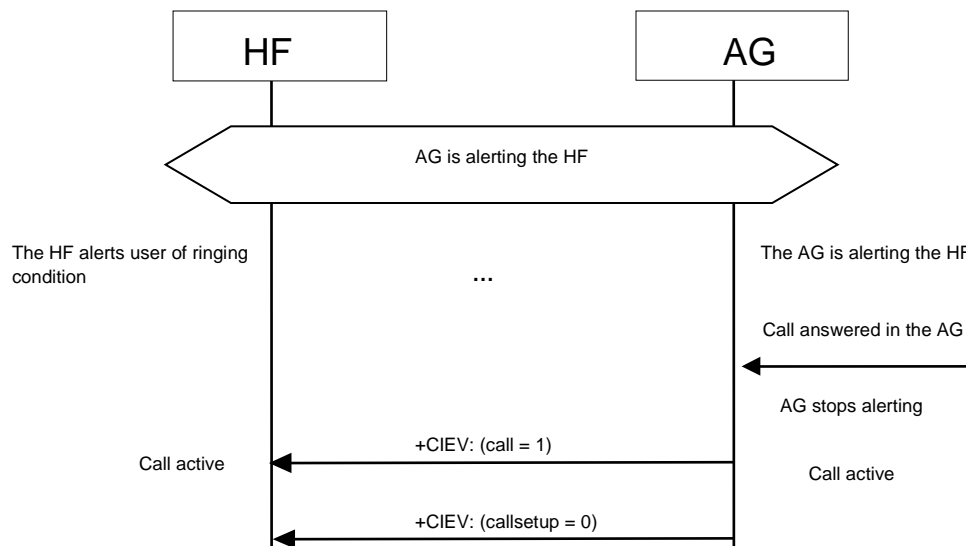 HF
AG
AG is alerting the HF
The HF alerts user of ringing
condition
...
The AG is alerting the HF
Call answered in the AG
AG stops alerting
+CIEV: (call = 1)
Call active
Call active
+CIEV: (callsetup = 0)